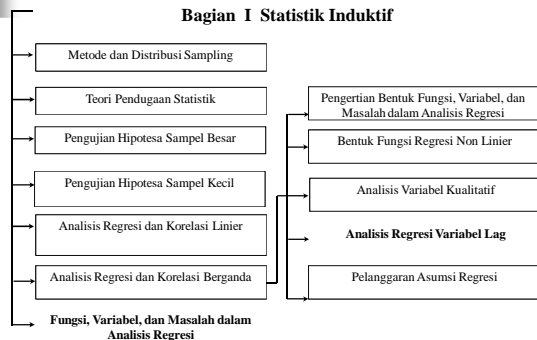 Bagian I Statistik Induktif
Metode dan Distribusi Sampling
Teori Pendugaan Statistik
Pengujian Hipotesa Sampel Besar
Pengujian Hipotesa Sampel Kecil
Analisis Regresi dan Korelasi Linier
Analisis Regresi dan Korelasi Berganda
Fungsi, Variabel, dan Masalah dalam
Analisis Regresi
Pengertian Bentuk Fungsi, Variabel, dan
Masalah dalam Analisis Regresi
Bentuk Fungsi Regresi Non Linier
Analisis Variabel Kualitatif
Analisis Regresi Variabel Lag
Pelanggaran Asumsi Regresi